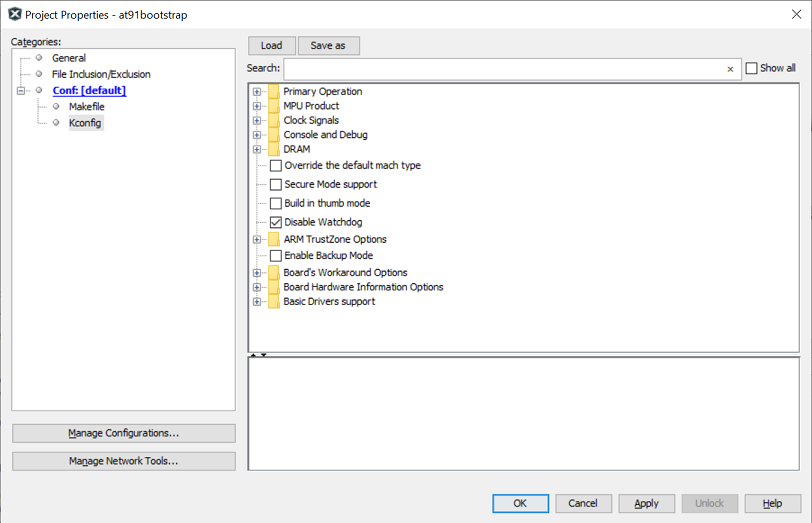 Project Properties - at91bootstrap
Categories:
General
File Inclusion/Exclusion
Conf: [default]
Makefile
Kconfig
Manage Configurations...
Manage Network Tools...
Load
Save as
Search:
Show all
Primary Operation
MPU Product
Clock Signals
Console and Debug
DRAM
Override the default mach type
Secure Mode support
Build in thumb mode
Disable Watchdog
ARM TrustZone Options
Enable Backup Mode
Board's Workaround Options
Board Hardware Information Options
Basic Drivers support
OK
Cancel
Apply
Unlock
Help